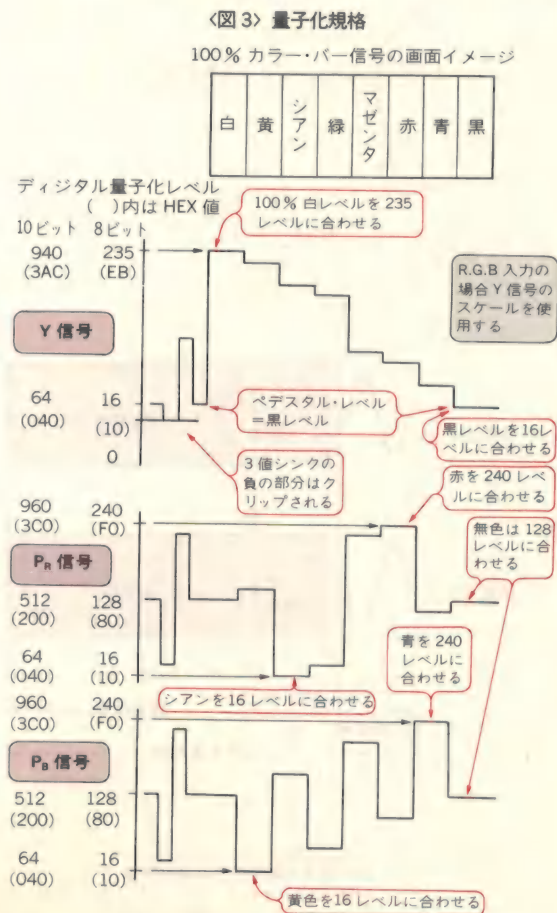 〈図3〉 量子化規格
100% カラー・バー信号の画面イメージ
白
黄
シアン
緑
マゼンタ
赤
青
黒
ディジタル量子化レベル
( )内は HEX 値
10ビット 8ビット
100% 白レベルを 235
レベルに合わせる
940 235
(3AC) (EB)
R.G.B 入力の
場合 Y 信号の
スケールを使
用する
Y 信号
64 16
(040) (10)
0
ペデスタル・レベル
=黒レベル
黒レベルを16レ
ベルに合わせる
3値シンクの
負の部分はク
リップされる
赤を 240 レベ
ルに合わせる
960 240
(3C0) (F0)
無色は 128
レベルに合
わせる
PR 信号
512 128
(200) (80)
64 16
(040) (10)
青を 240
レベルに
合わせる
シアンを16 レベルに合わせる
960 240
(3C0) (F0)
PB 信号
512 128
(200) (80)
64 16
(040) (10)
黄色を16 レベルに合わせる